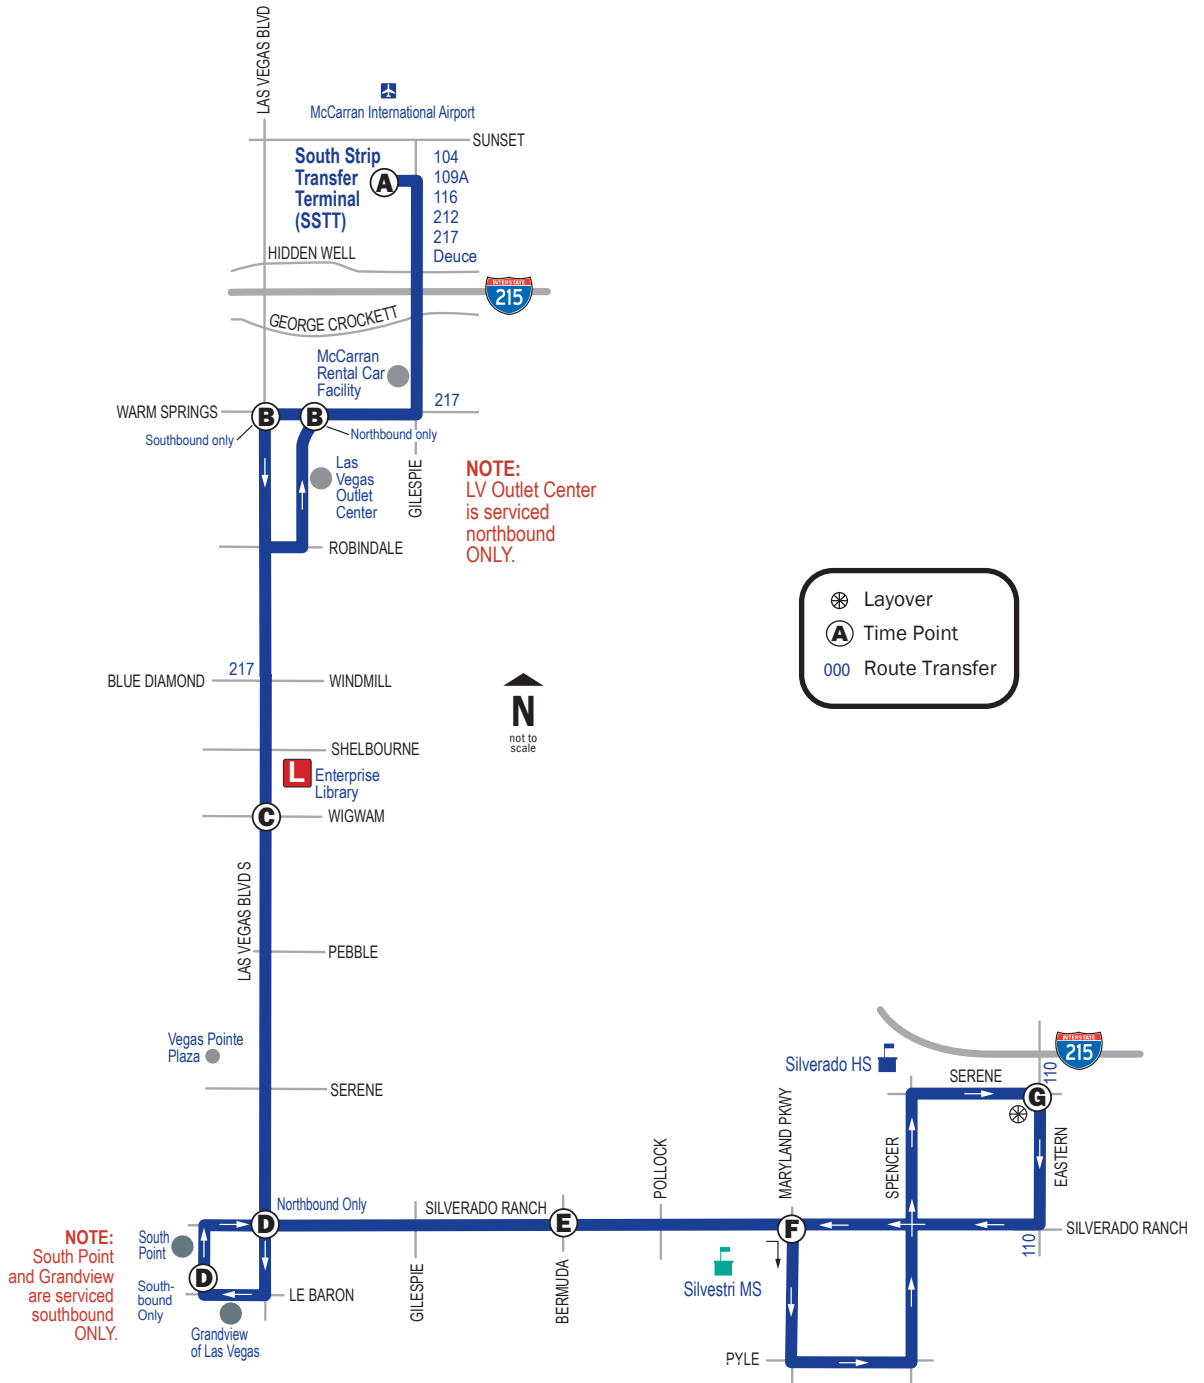 LAS VEGAS BLVD
McCarran International Airport
SUNSET
South Strip
Transfer
Terminal
(SSTT)
A
104
109A
116
212
217
Deuce
HIDDEN WELL
INTERSTATE
215
GEORGE CROCKETT
McCarran
Rental Car
Facility
WARM SPRINGS
B
B
217
Southbound only
Northbound only
Las
Vegas
Outlet
Center
GILESPIE
NOTE:
LV Outlet Center
is serviced
northbound
ONLY.
ROBINDALE
Layover
A Time Point
000 Route Transfer
217
BLUE DIAMOND
WINDMILL
N
not to
scale
SHELBOURNE
L
Enterprise
Library
C
WIGWAM
LAS VEGAS BLVD S
PEBBLE
Vegas Pointe
Plaza
SERENE
INTERSTATE
215
Silverado HS
SERENE
110
G
MARYLAND PKWY
SPENCER
EASTERN
POLLOCK
Northbound Only
D
SILVERADO RANCH
E
F
SILVERADO RANCH
110
NOTE:
South Point
and Grandview
are serviced
southbound
ONLY.
South
Point
D
South-
bound
Only
LE BARON
Grandview
of Las Vegas
GILESPIE
BERMUDA
Silvestri MS
PYLE